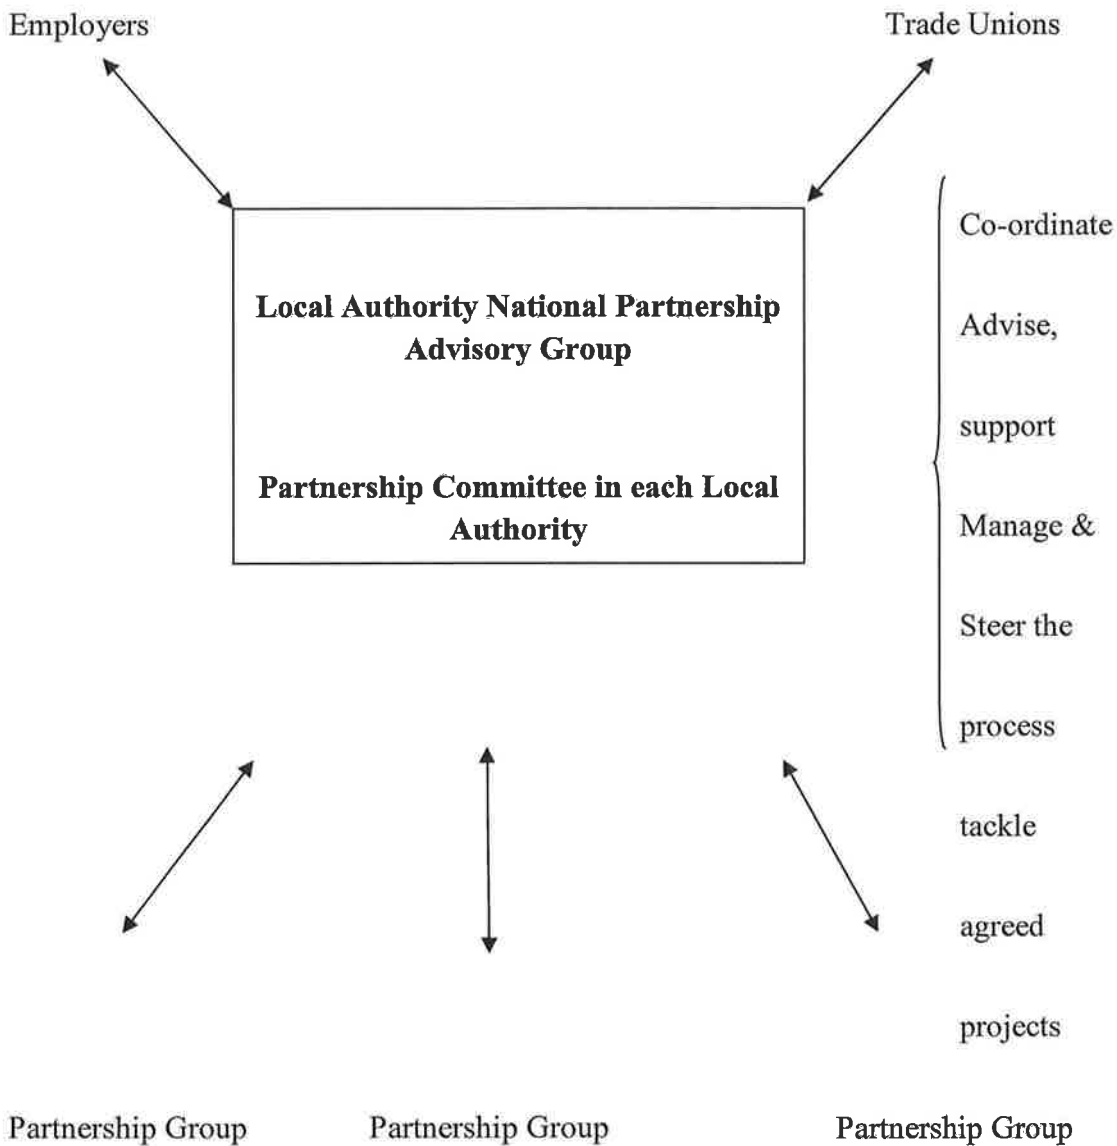 Employers
Trade Unions
Local Authority National Partnership
Advisory Group
Partnership Committee in each Local
Authority
Co-ordinate
Advise,
support
Manage &
Steer the
process
tackle
agreed
projects
Partnership Group
Partnership Group
Partnership Group